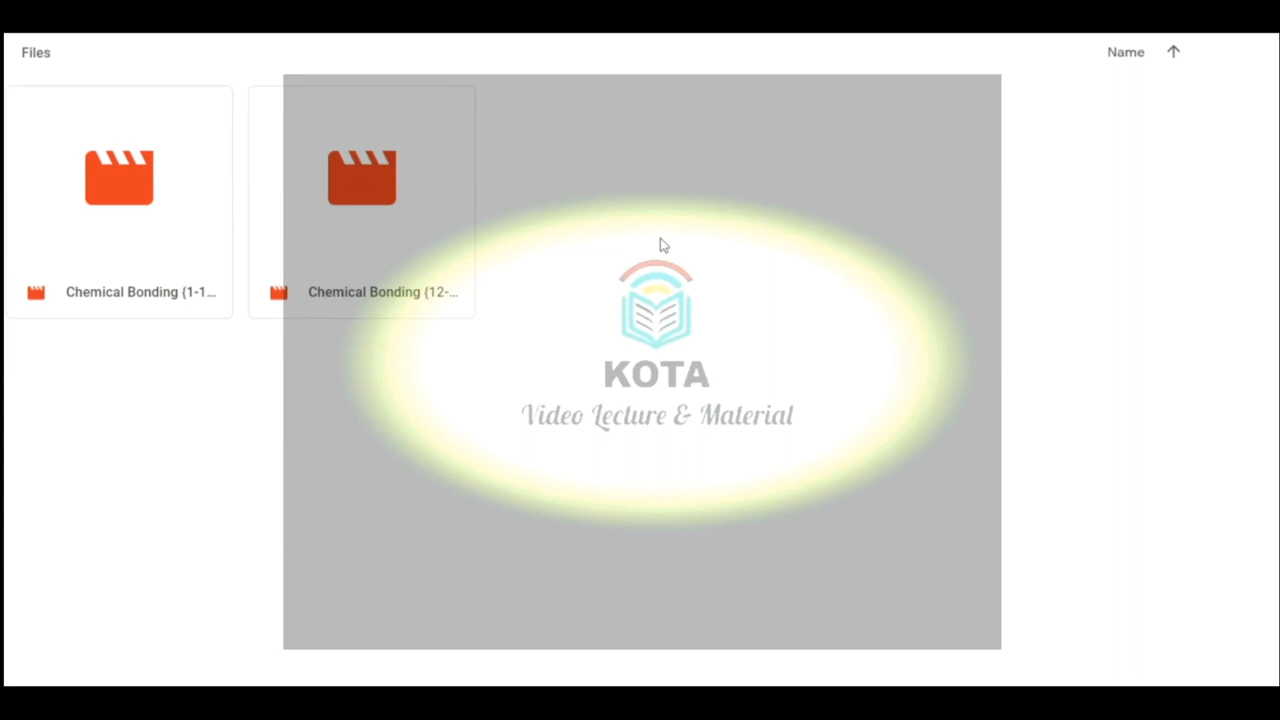 Files
Name
Chemical Bonding {1-1...
Chemical Bonding {12-...
KOTA
Video Lecture & Material